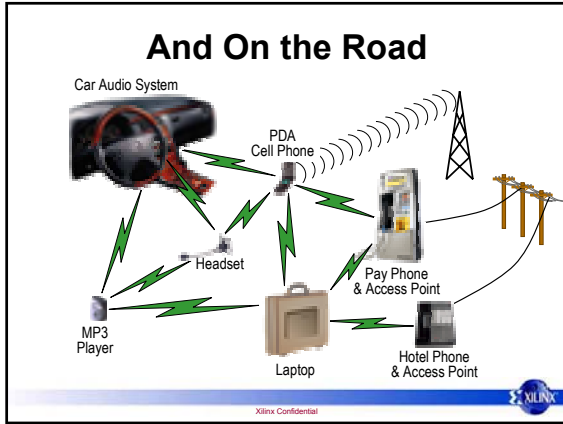 And On the Road
Car Audio System
PDA
Cell Phone
Headset
Pay Phone
& Access Point
MP3
Player
Laptop
Hotel Phone
& Access Point
Xilinx Confidential
XILINX